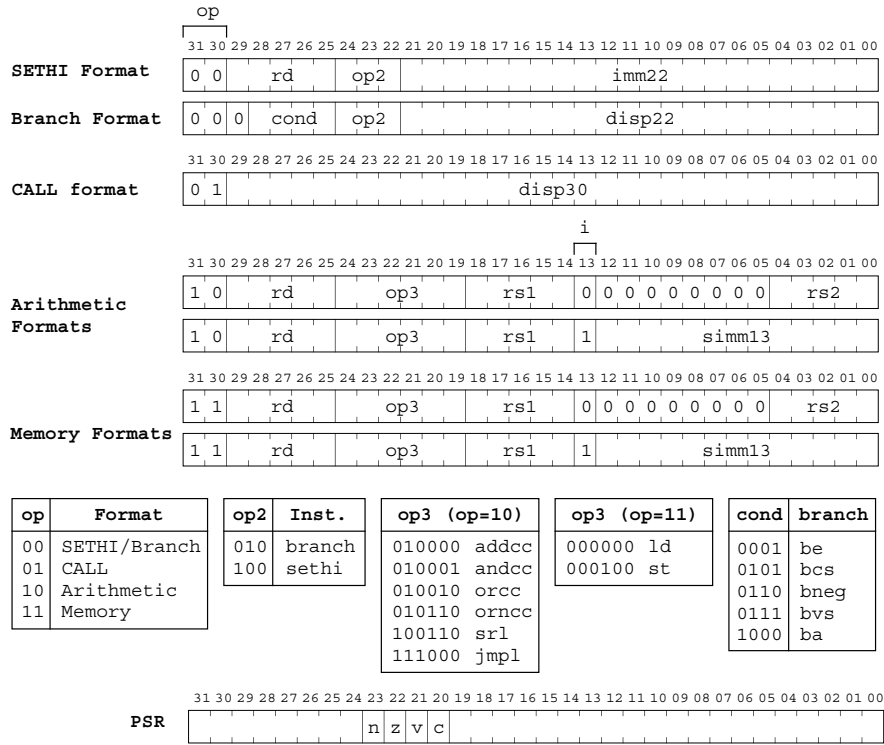 op
31 30 29 28 27 26 25 24 23 22 21 20 19 18 17 16 15 14 13 12 11 10 09 08 07 06 05 04 03 02 01 00
SETHI Format 0 0 rd op2 imm22
Branch Format 0 0 0 cond op2 disp22
31 30 29 28 27 26 25 24 23 22 21 20 19 18 17 16 15 14 13 12 11 10 09 08 07 06 05 04 03 02 01 00
CALL format 0 1 disp30
i
31 30 29 28 27 26 25 24 23 22 21 20 19 18 17 16 15 14 13 12 11 10 09 08 07 06 05 04 03 02 01 00
Arithmetic
Formats
1 0 rd op3 rs1 0 0 0 0 0 0 0 0 0 rs2
1 0 rd op3 rs1 1 simm13
31 30 29 28 27 26 25 24 23 22 21 20 19 18 17 16 15 14 13 12 11 10 09 08 07 06 05 04 03 02 01 00
Memory Formats
1 1 rd op3 rs1 0 0 0 0 0 0 0 0 0 rs2
1 1 rd op3 rs1 1 simm13
op Format
00 SETHI/Branch
01 CALL
10 Arithmetic
11 Memory
op2 Inst.
010 branch
100 sethi
op3 (op=10)
010000 addcc
010001 andcc
010010 orcc
010110 orncc
100110 srl
111000 jmpl
op3 (op=11)
000000 ld
000100 st
cond branch
0001 be
0101 bcs
0110 bneg
0111 bvs
1000 ba
31 30 29 28 27 26 25 24 23 22 21 20 19 18 17 16 15 14 13 12 11 10 09 08 07 06 05 04 03 02 01 00
PSR n z v c